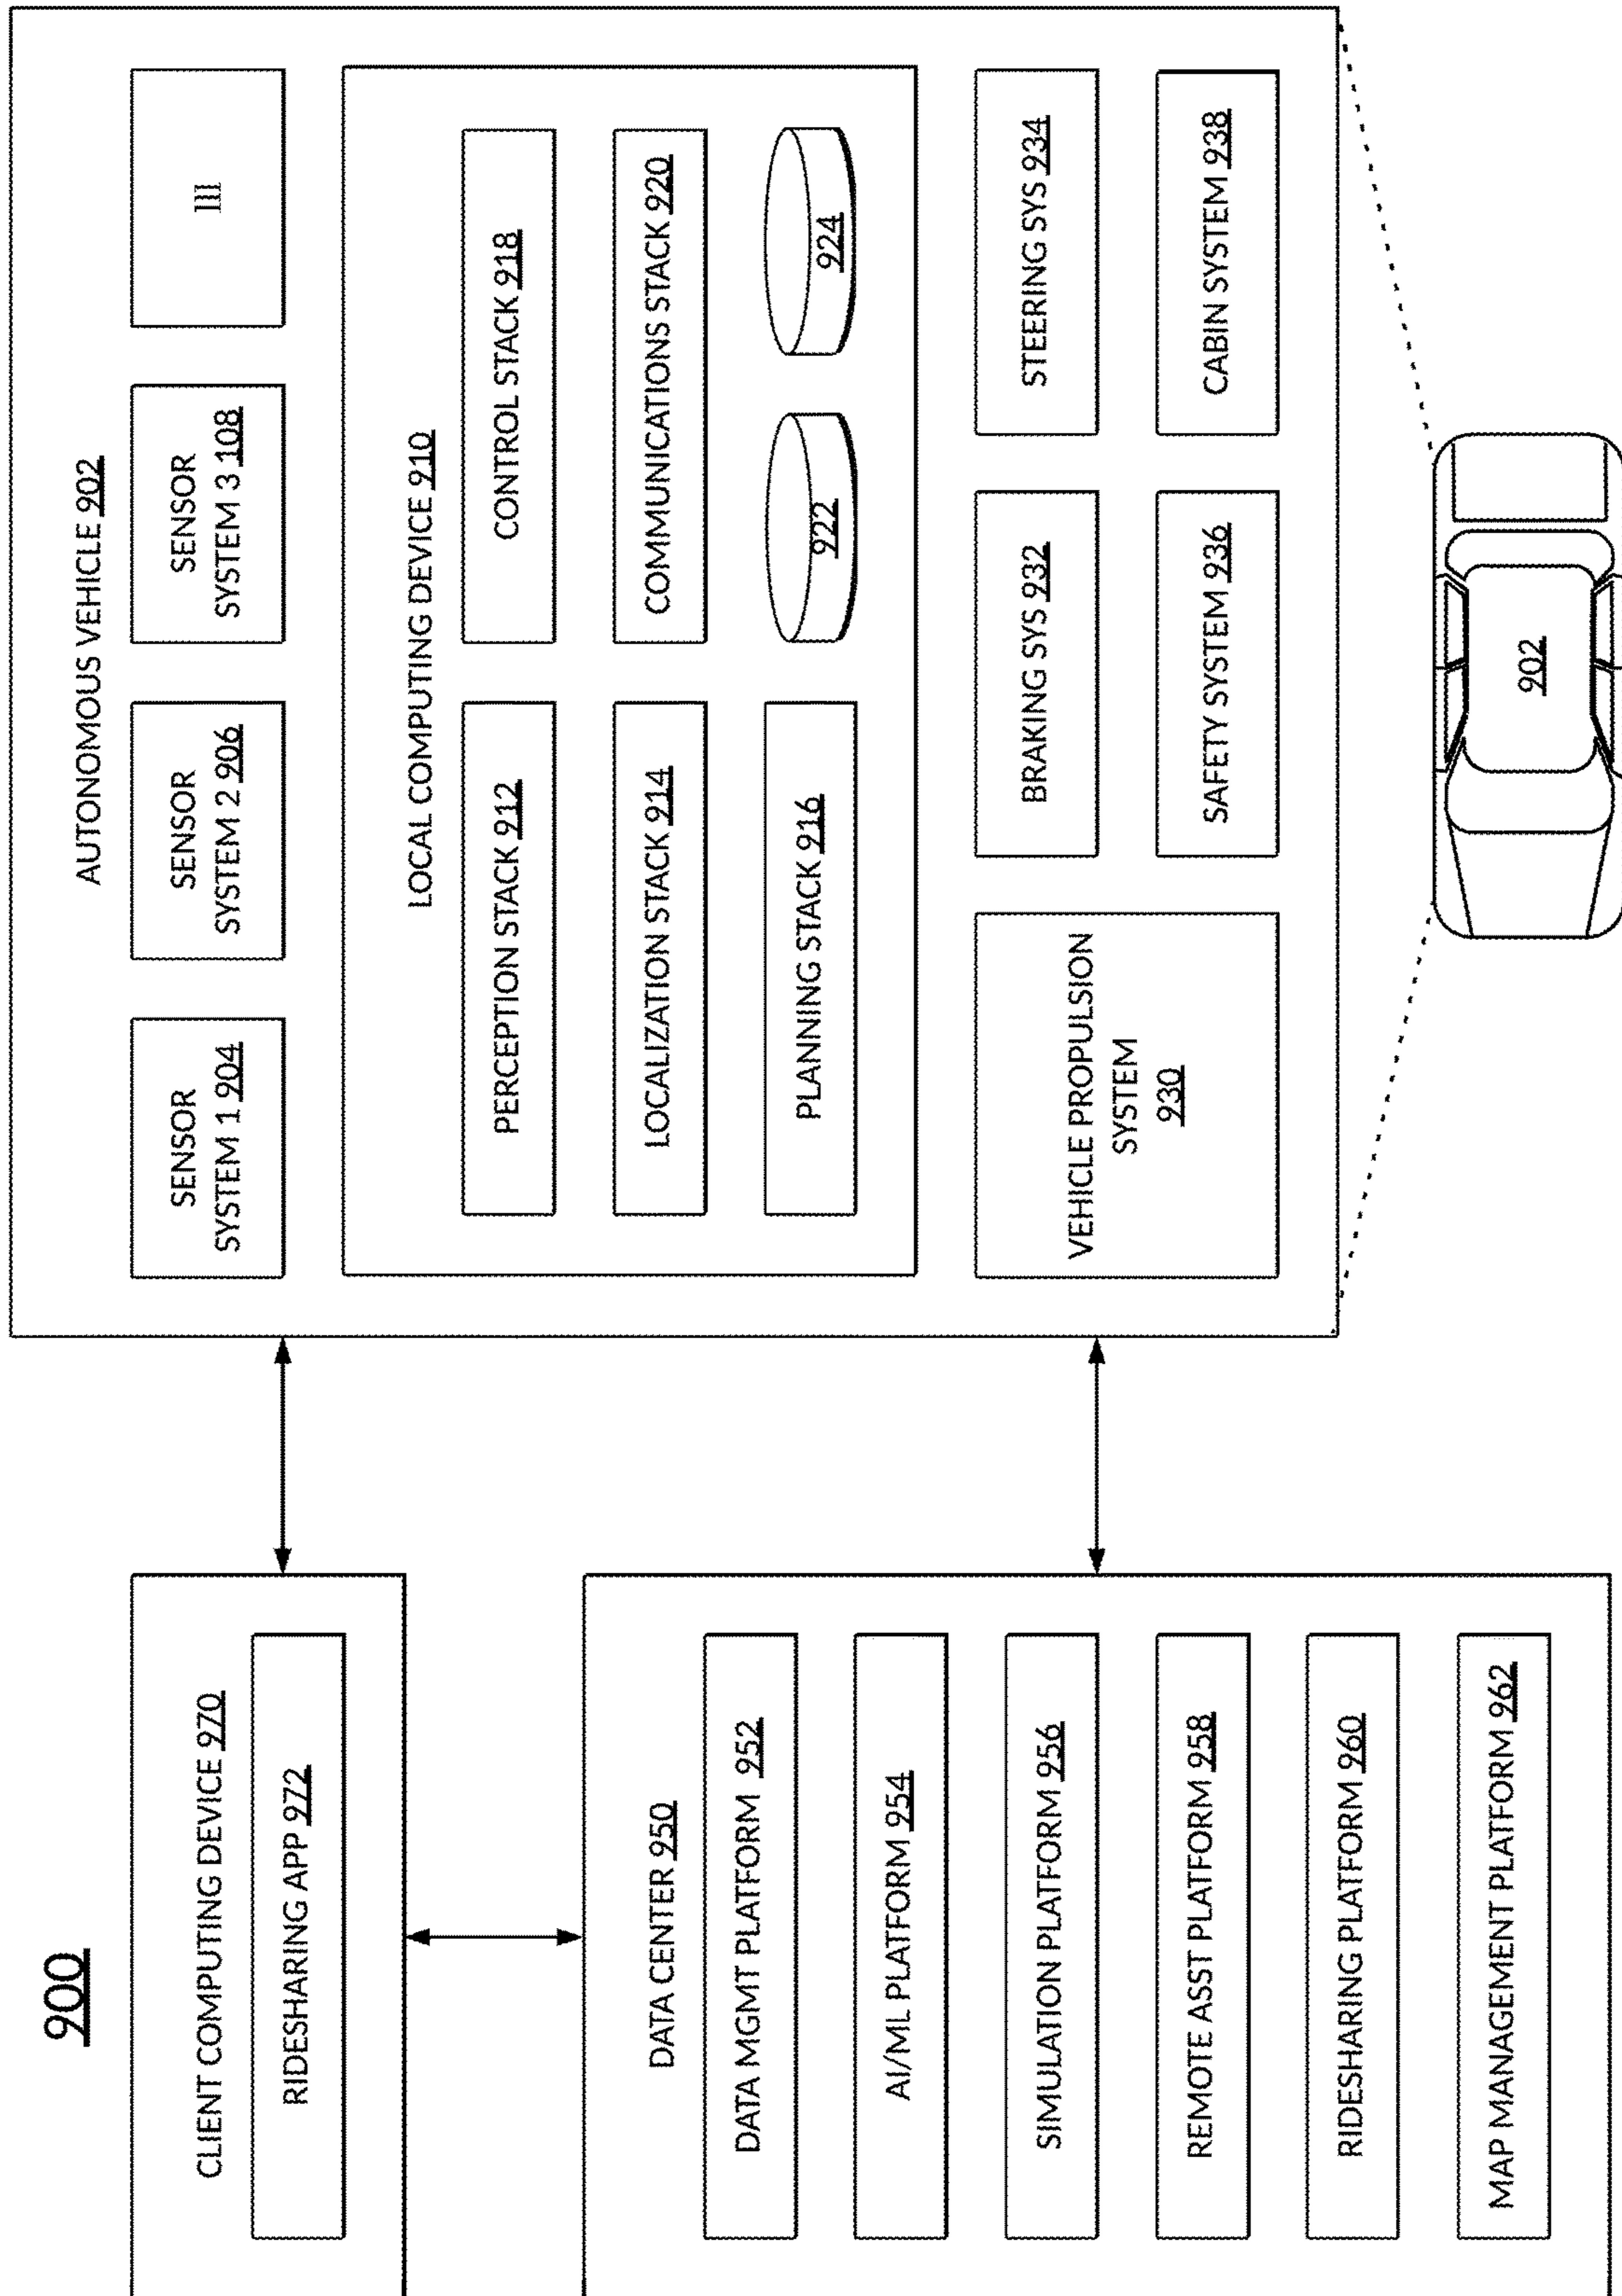 900
CLIENT COMPUTING DEVICE 970
RIDESHARING APP 972
DATA CENTER 950
DATA MGMT PLATFORM 952
AI/ML PLATFORM 954
SIMULATION PLATFORM 956
REMOTE ASST PLATFORM 958
RIDESHARING PLATFORM 960
MAP MANAGEMENT PLATFORM 962
AUTONOMOUS VEHICLE 902
SENSOR
SYSTEM 1 904
SENSOR
SYSTEM 2 906
SENSOR
SYSTEM 3 108
LOCAL COMPUTING DEVICE 910
PERCEPTION STACK 912
CONTROL STACK 918
LOCALIZATION STACK 914
COMMUNICATIONS STACK 920
PLANNING STACK 916
922
924
VEHICLE PROPULSION
SYSTEM
930
BRAKING SYS 932
STEERING SYS 934
SAFETY SYSTEM 936
CABIN SYSTEM 938
902